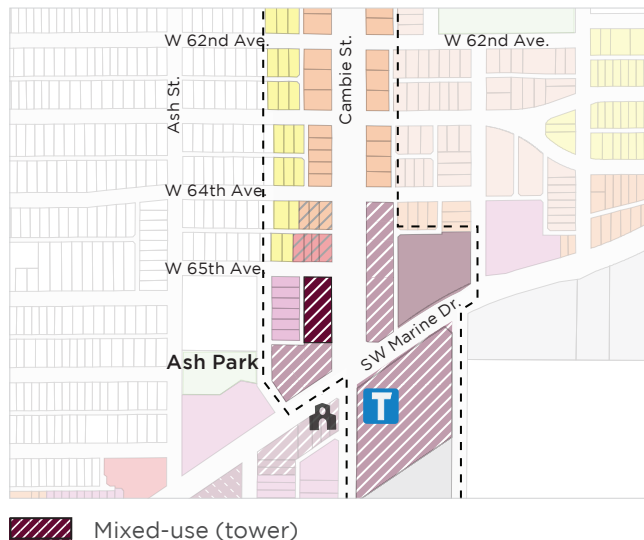 W 62nd Ave.
W 62nd Ave.
Ash St.
Cambie St.
W 64th Ave.
W 65th Ave.
SW Marine Dr.
Ash Park
T
Mixed-use (tower)